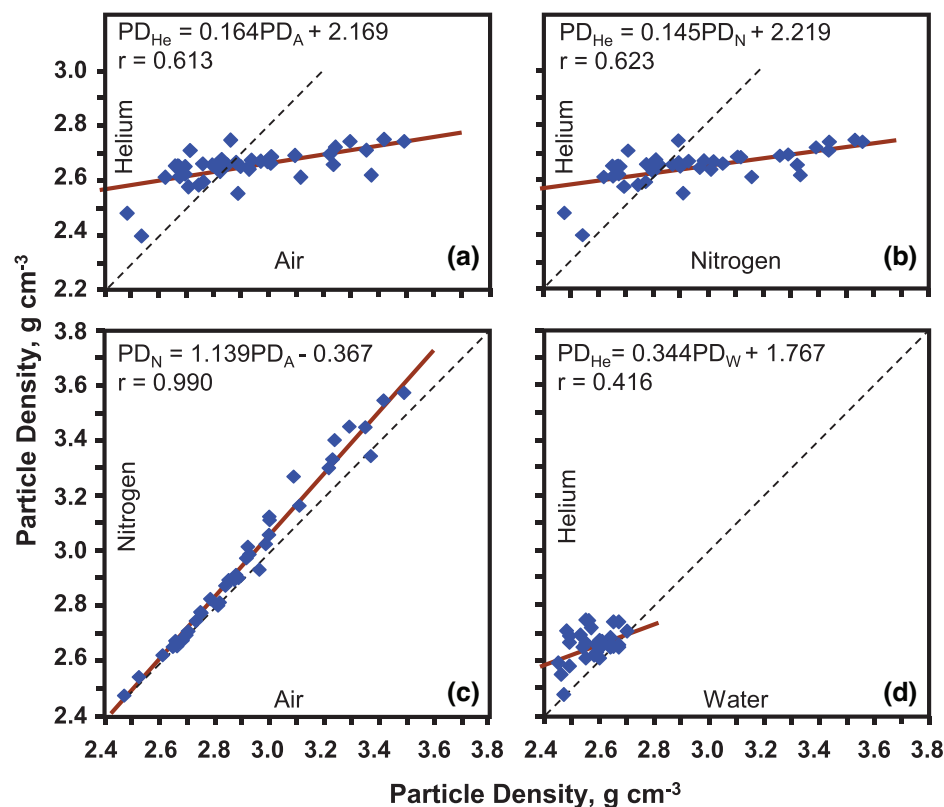 PD_He = 0.164PD_A + 2.169
r = 0.613
Helium
Air
(a)
3.0
2.8
2.6
2.4
2.2
PD_He = 0.145PD_N + 2.219
r = 0.623
Helium
Nitrogen
(b)
Particle Density, g cm⁻³
PD_N = 1.139PD_A - 0.367
r = 0.990
Nitrogen
Air
(c)
3.8
3.6
3.4
3.2
3.0
2.8
2.6
2.4
2.4 2.6 2.8 3.0 3.2 3.4 3.6 3.8
PD_He = 0.344PD_W + 1.767
r = 0.416
Helium
Water
(d)
2.4 2.6 2.8 3.0 3.2 3.4 3.6 3.8
Particle Density, g cm⁻³